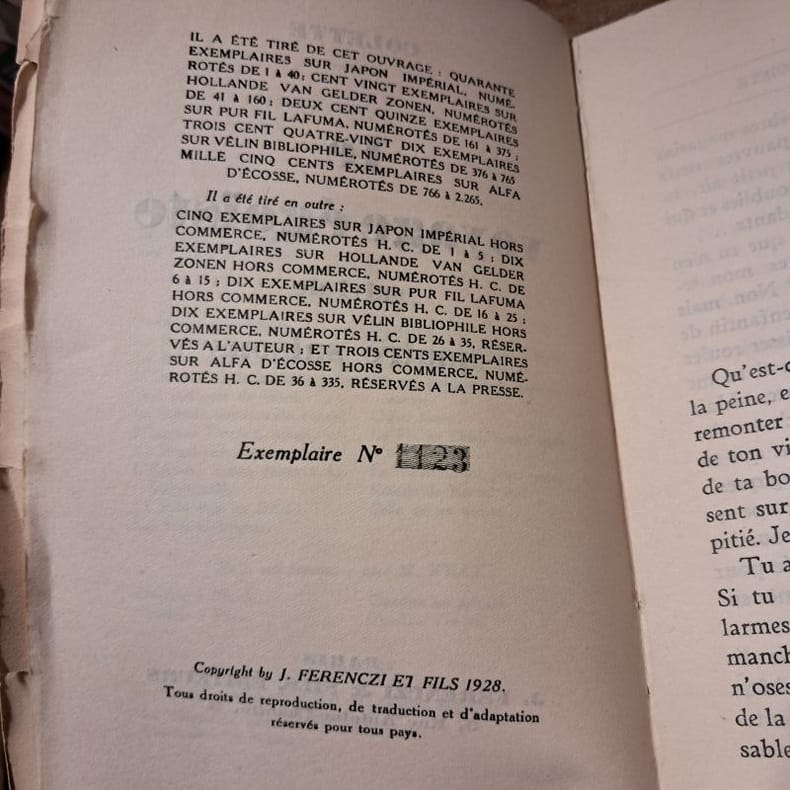 IL A ÉTÉ TIRÉ DE CET OUVRAGE : QUARANTE
EXEMPLAIRES SUR JAPON IMPÉRIAL, NUMÉ-
ROTÉS DE 1 à 40 ; CENT VINGT EXEMPLAIRES SUR
HOLLANDE VAN GELDER ZONEN, NUMÉROTÉS
DE 41 à 160 ; DEUX CENT QUINZE EXEMPLAIRES
SUR PUR FIL LAFUMA, NUMÉROTÉS DE 161 à 375 ;
TROIS CENT QUATRE-VINGT DIX EXEMPLAIRES
SUR VÉLIN BIBLIOPHILE, NUMÉROTÉS DE 376 à 765
MILLE CINQ CENTS EXEMPLAIRES SUR ALFA
D'ÉCOSSE, NUMÉROTÉS DE 766 à 2.265.
Il a été tiré en outre :
CINQ EXEMPLAIRES SUR JAPON IMPÉRIAL HORS
COMMERCE, NUMÉROTÉS H. C. DE 1 à 5 ; DIX
EXEMPLAIRES SUR HOLLANDE VAN GELDER
ZONEN HORS COMMERCE, NUMÉROTÉS H. C. DE
6 à 15 ; DIX EXEMPLAIRES SUR PUR FIL LAFUMA
HORS COMMERCE, NUMÉROTÉS H. C. DE 16 à 25 ;
DIX EXEMPLAIRES SUR VÉLIN BIBLIOPHILE HORS
COMMERCE, NUMÉROTÉS H. C. DE 26 à 35, RÉSER-
VÉS A L'AUTEUR ; ET TROIS CENTS EXEMPLAIRES
SUR ALFA D'ÉCOSSE HORS COMMERCE, NUMÉ-
ROTÉS H. C. DE 36 à 335, RÉSERVÉS A LA PRESSE.
Exemplaire N° 1123
Copyright by J. FERENCZI ET FILS 1928.
Tous droits de reproduction, de traduction et d'adaptation
réservés pour tous pays.
Qu'est-c
la peine, e
remonter
de ton vi
de ta bo
sent sur
pitié. Je
Tu a
Si tu
larmes
manch
n'oses
de la
sable